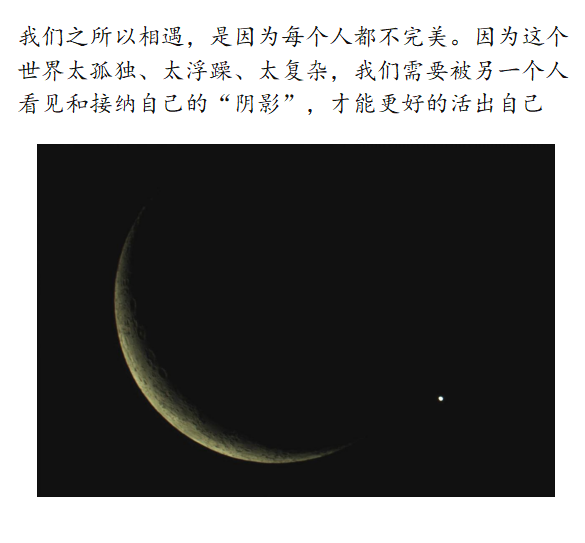 我们之所以相遇，是因为每个人都不完美。因为这个
世界太孤独、太浮躁、太复杂，我们需要被另一个人
看见和接纳自己的“阴影”，才能更好的活出自己